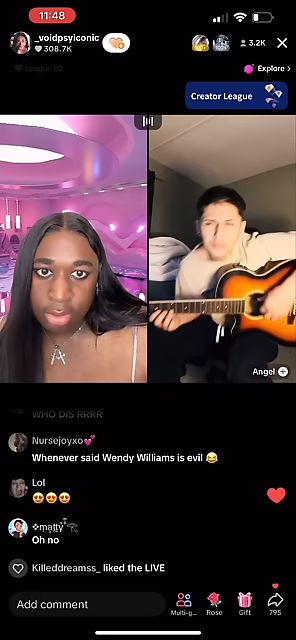 11:48
_voidpsyiconic
308.7K
3.2K
League D2
Explore >
Creator League
Angel
WHO DIS RRRR
Nursejoyxo💕
Whenever said Wendy Williams is evil 😂
Lol
😍😍😍
Oh no
Killeddreamss_ liked the LIVE
Add comment
Multi-g...
Rose
Gift
795